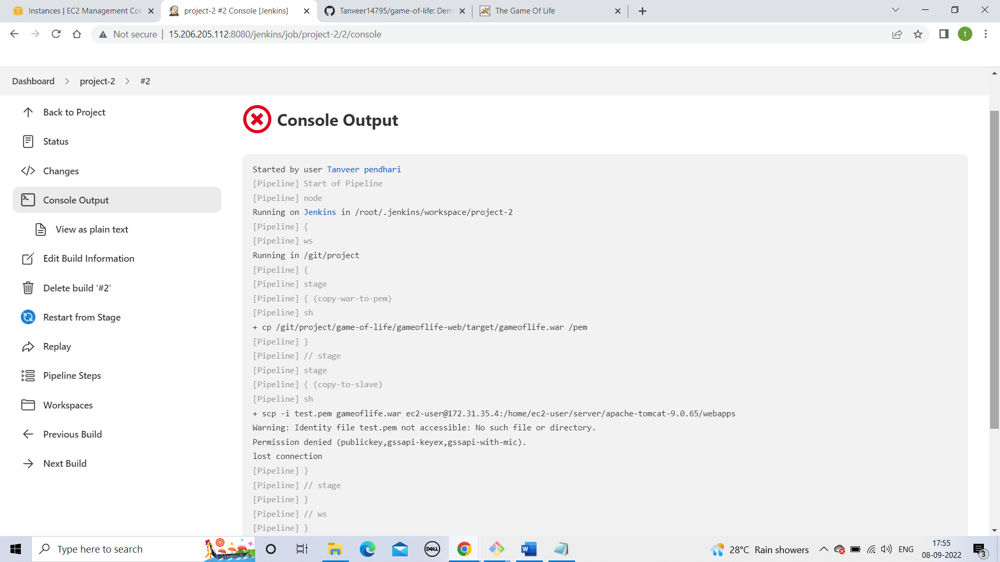 Instances | EC2 Management Con
project-2 #2 Console [Jenkins]
Tanveer14795/game-of-life: Dem
The Game Of Life
Not secure
15.206.205.112:8080/jenkins/job/project-2/2/console
t
Dashboard
project-2
#2
Back to Project
Status
Changes
Console Output
View as plain text
Edit Build Information
Delete build ‘#2’
Restart from Stage
Replay
Pipeline Steps
Workspaces
Previous Build
Next Build
Console Output
Started by user Tanveer pendhari
[Pipeline] Start of Pipeline
[Pipeline] node
Running on Jenkins in /root/.jenkins/workspace/project-2
[Pipeline] {
[Pipeline] ws
Running in /git/project
[Pipeline] {
[Pipeline] stage
[Pipeline] { (copy-war-to-pem)
[Pipeline] sh
+ cp /git/project/game-of-life/gameoflife-web/target/gameoflife.war /pem
[Pipeline] }
[Pipeline] // stage
[Pipeline] stage
[Pipeline] { (copy-to-slave)
[Pipeline] sh
+ scp -i test.pem gameoflife.war ec2-user@172.31.35.4:/home/ec2-user/server/apache-tomcat-9.0.65/webapps
Warning: Identity file test.pem not accessible: No such file or directory.
Permission denied (publickey,gssapi-keyex,gssapi-with-mic).
lost connection
[Pipeline] }
[Pipeline] // stage
[Pipeline] }
[Pipeline] // ws
[Pipeline] }
Type here to search
DELL
W
28°C Rain showers
ENG
17:55
08-09-2022
3